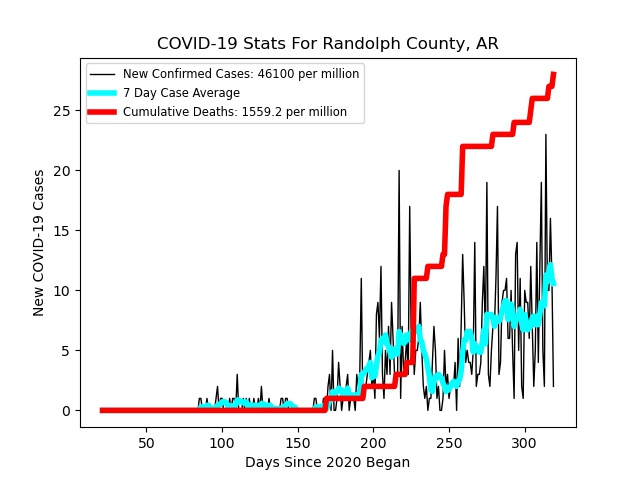 COVID-19 Stats For Randolph County, AR
New Confirmed Cases: 46100 per million
7 Day Case Average
Cumulative Deaths: 1559.2 per million
New COVID-19 Cases
25
20
15
10
5
0
50 100 150 200 250 300
Days Since 2020 Began